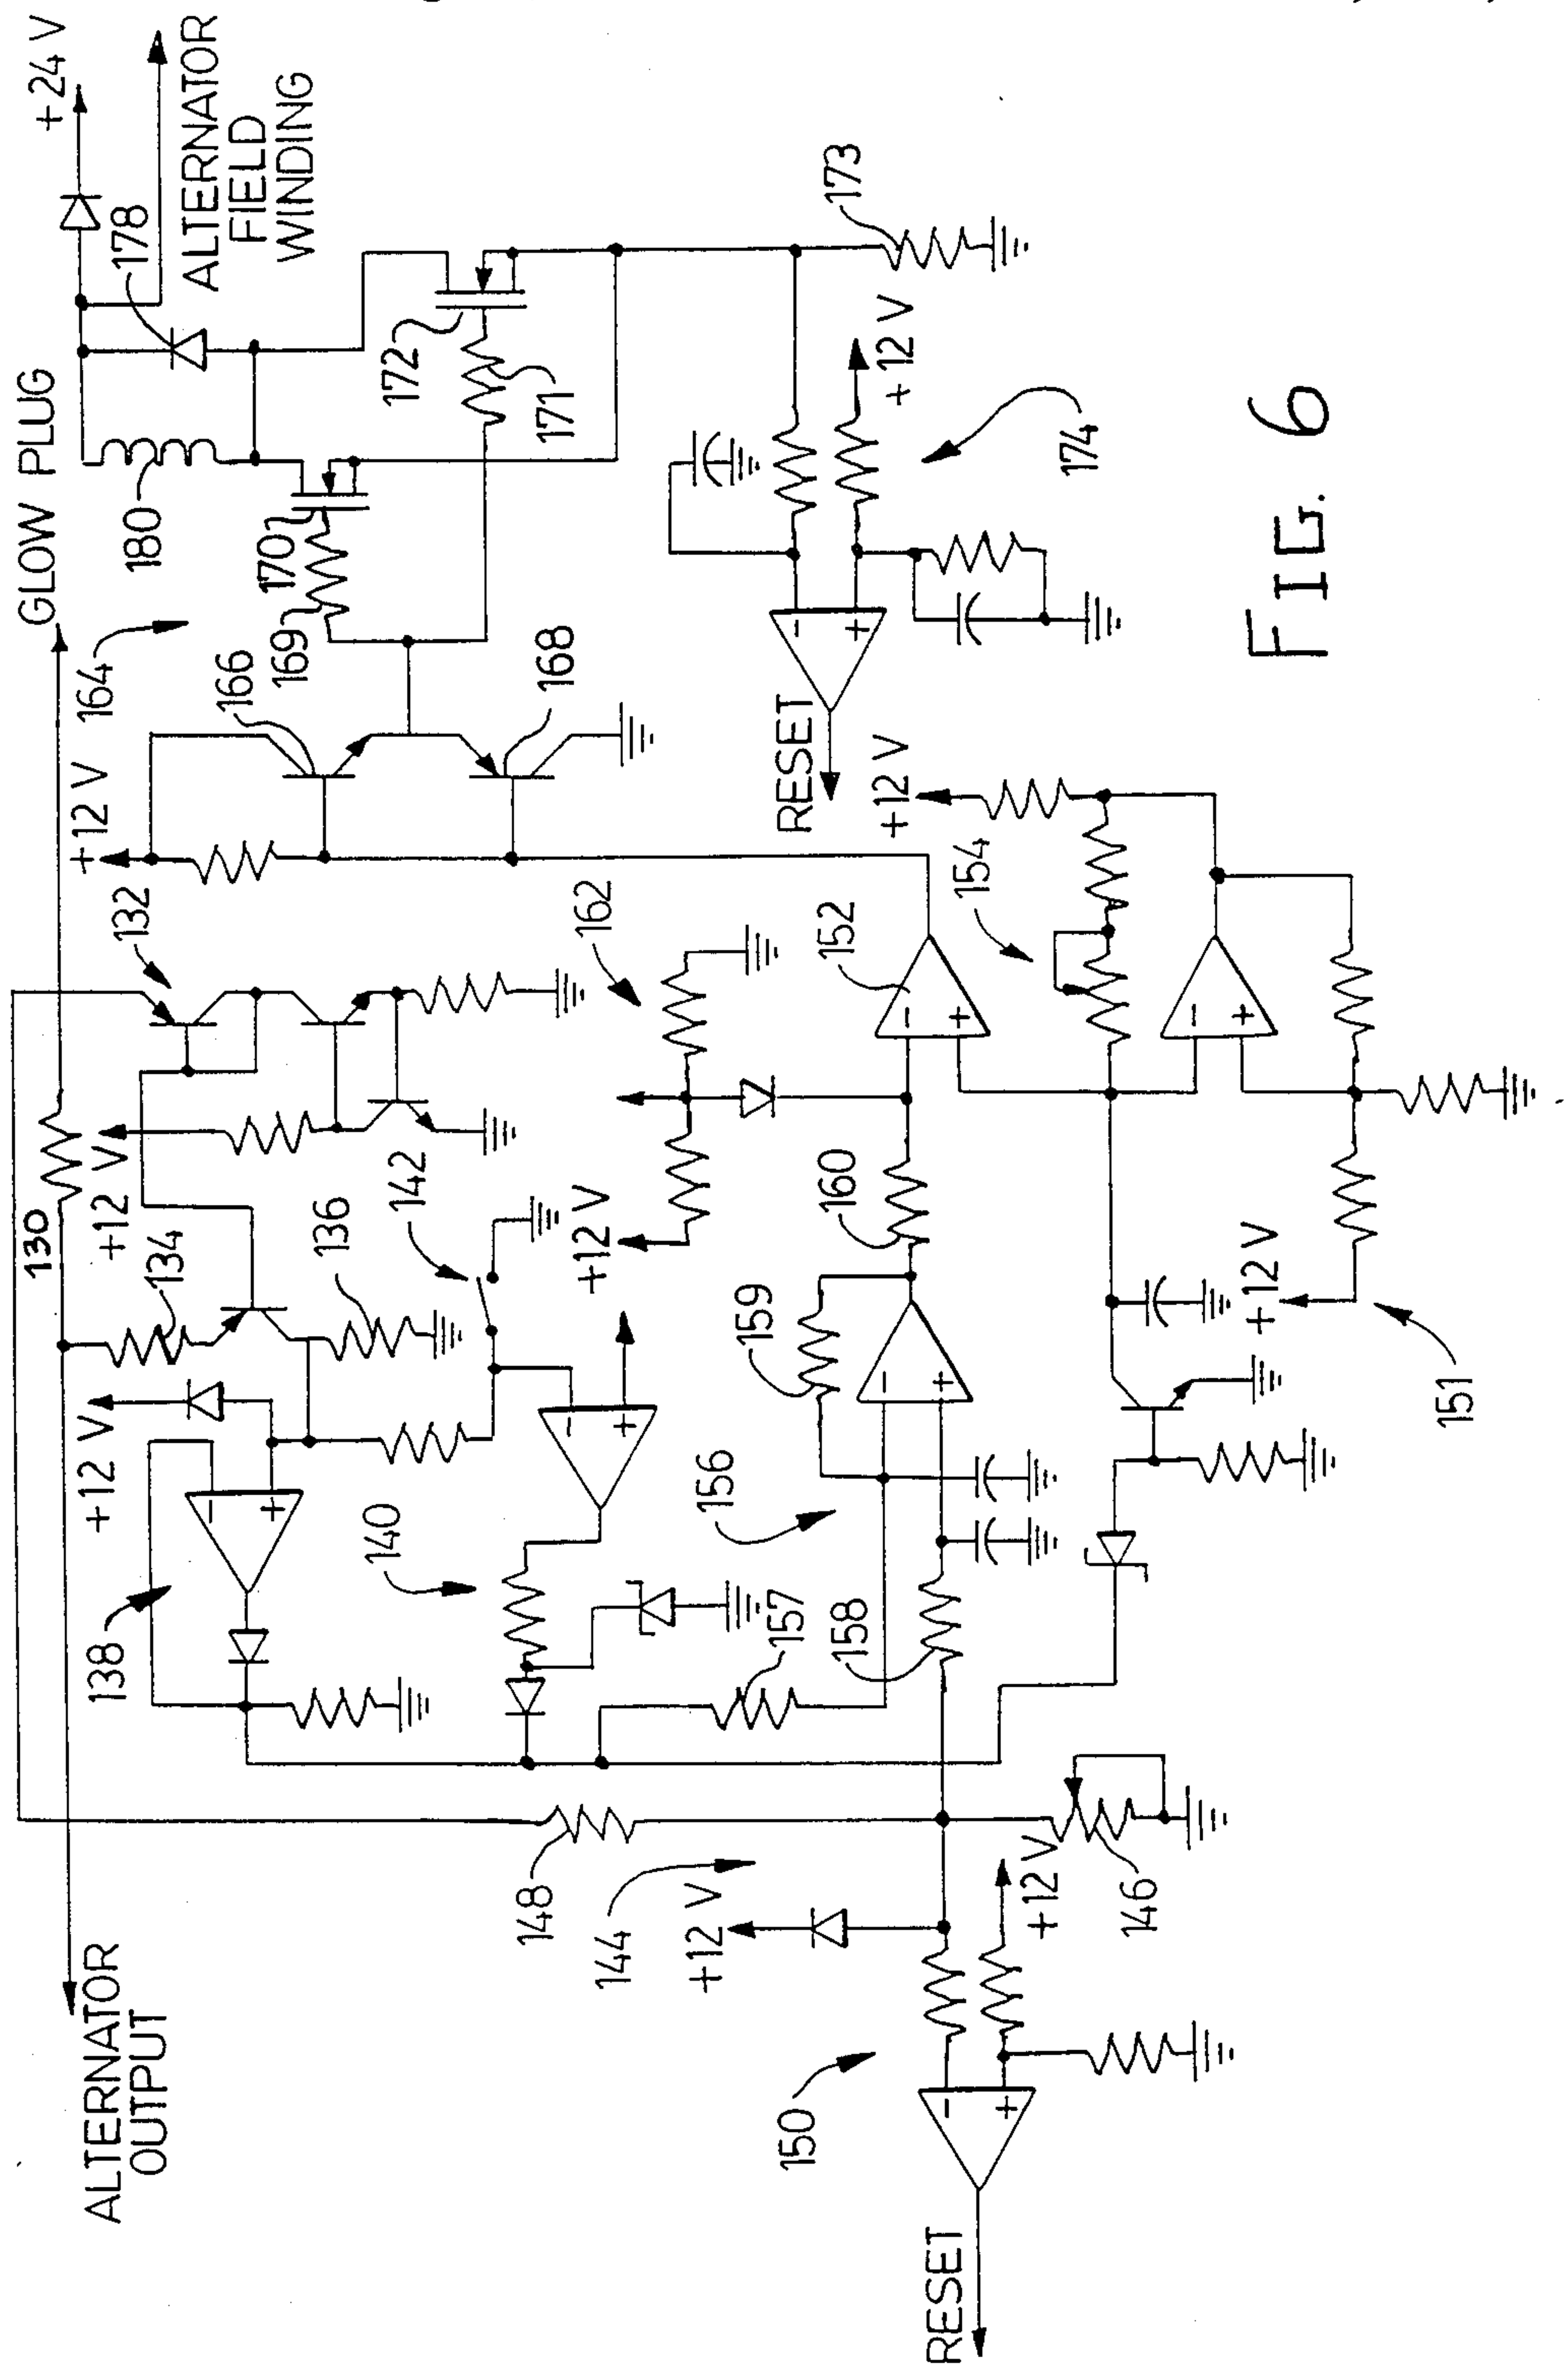 +24 V
ALTERNATOR
FIELD
WINDING
178
GLOW PLUG
180
172
171
173
+12 V
174
170
169
164
166
168
RESET
+12 V
+12 V
132
162
152
154
130
+12 V
134
136
142
+12 V
160
159
+12 V
151
+12 V
138
140
156
157
158
148
144
+12 V
+12 V
146
150
ALTERNATOR
OUTPUT
RESET
FIG. 6
-
+
-
+
-
+
-
+
-
+
-
+
-
+